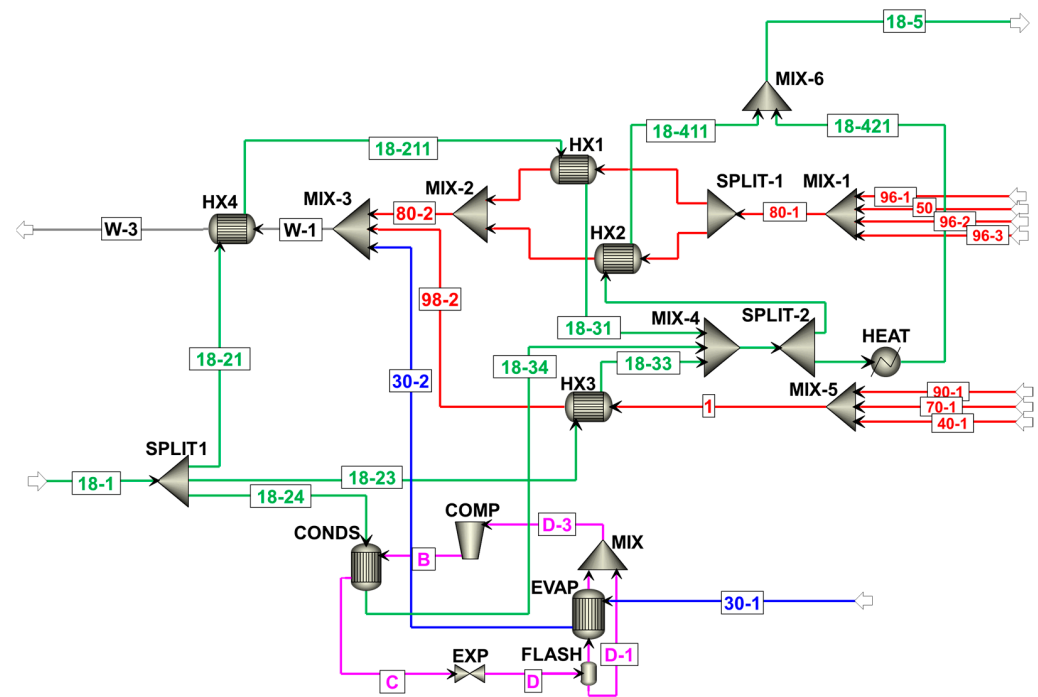 18-5
MIX-6
18-411
18-421
18-211
HX1
SPLIT-1
MIX-1
96-1
50
96-2
96-3
HX4
MIX-3
MIX-2
80-2
80-1
W-3
W-1
HX2
98-2
18-31
MIX-4
SPLIT-2
HEAT
18-21
18-34
18-33
30-2
HX3
1
MIX-5
90-1
70-1
40-1
SPLIT1
18-1
18-23
18-24
COMP
D-3
CONDS
B
MIX
EVAP
30-1
EXP
FLASH
D-1
C
D